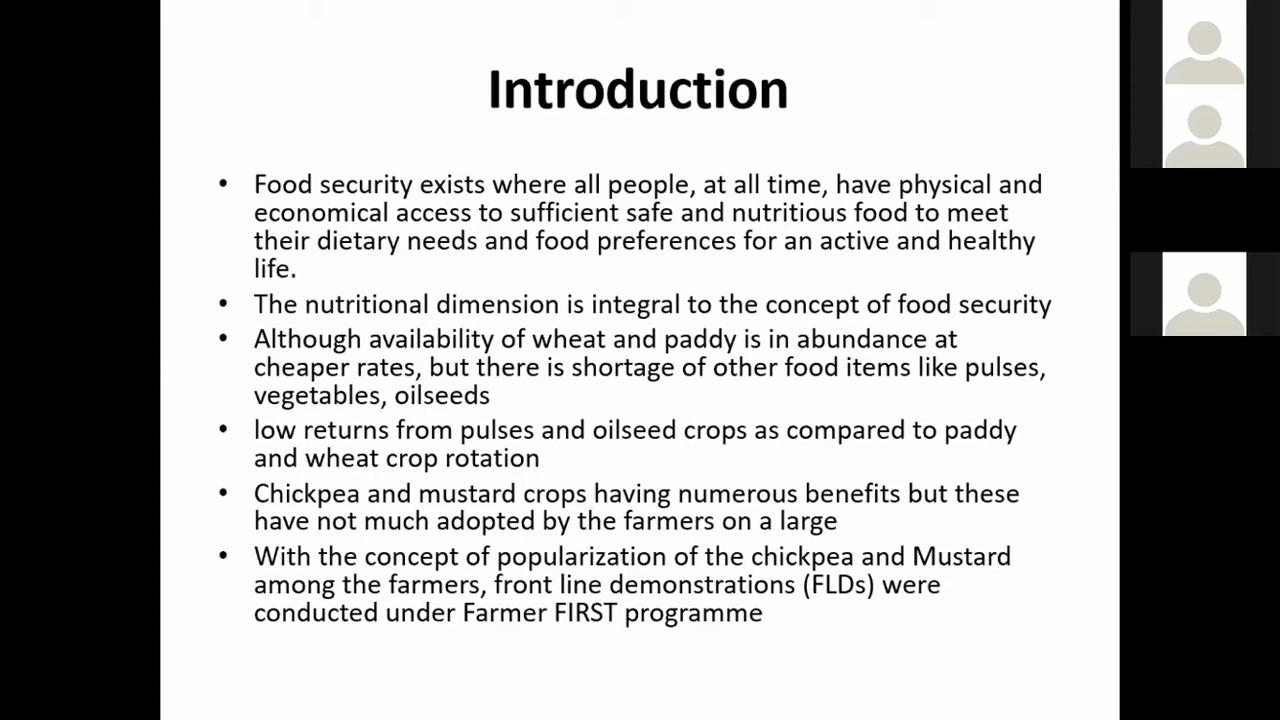 Introduction
• Food security exists where all people, at all time, have physical and
economical access to sufficient safe and nutritious food to meet
their dietary needs and food preferences for an active and healthy
life.
• The nutritional dimension is integral to the concept of food security
• Although availability of wheat and paddy is in abundance at
cheaper rates, but there is shortage of other food items like pulses,
vegetables, oilseeds
• low returns from pulses and oilseed crops as compared to paddy
and wheat crop rotation
• Chickpea and mustard crops having numerous benefits but these
have not much adopted by the farmers on a large
• With the concept of popularization of the chickpea and Mustard
among the farmers, front line demonstrations (FLDs) were
conducted under Farmer FIRST programme